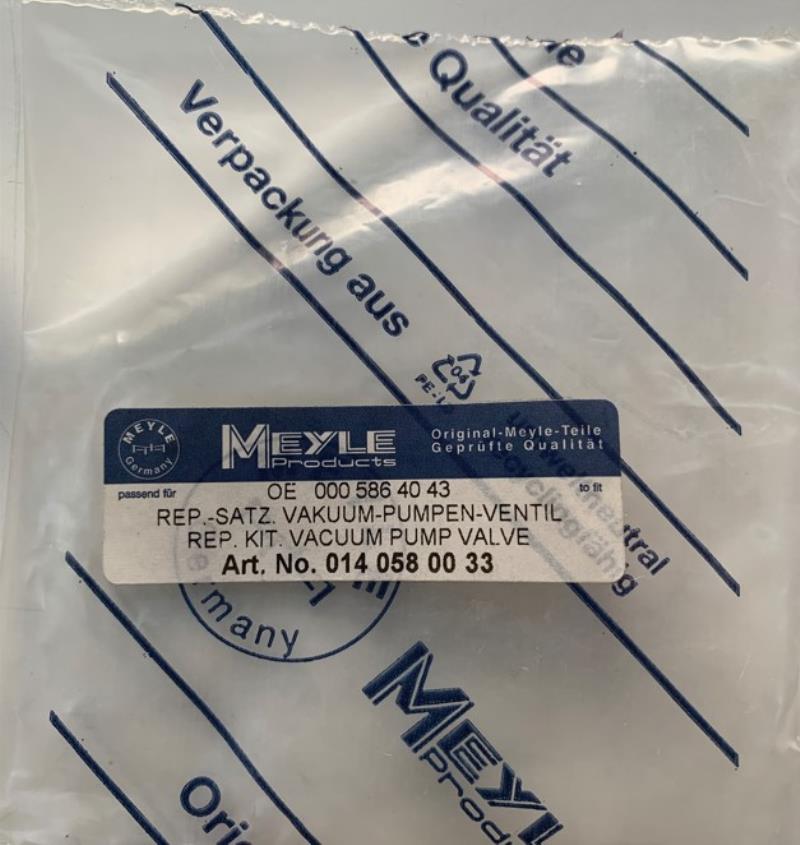 Qualität
Verpackung aus
04
MEYLE
Germany
MEYLE
Products
Original-Meyle-Teile
Geprüfte Qualität
passend für
OE 000 586 40 43
to fit
REP.-SATZ. VAKUUM-PUMPEN-VENTIL
REP. KIT. VACUUM PUMP VALVE
Art. No. 014 058 00 33
MEYLE